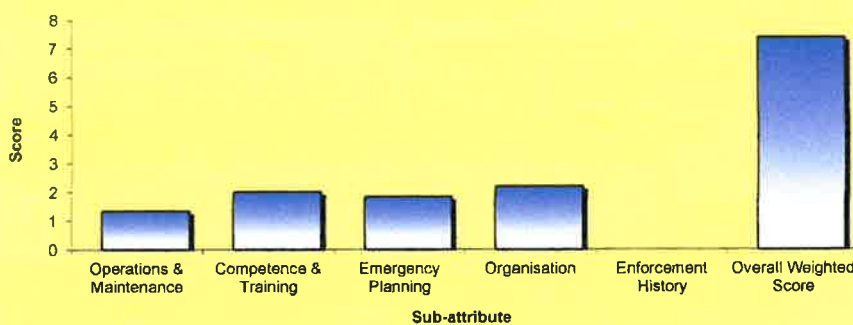 8
7
6
5
4
3
2
1
0
Score
Operations & Maintenance
Competence & Training
Emergency Planning
Organisation
Enforcement History
Overall Weighted Score
Sub-attribute